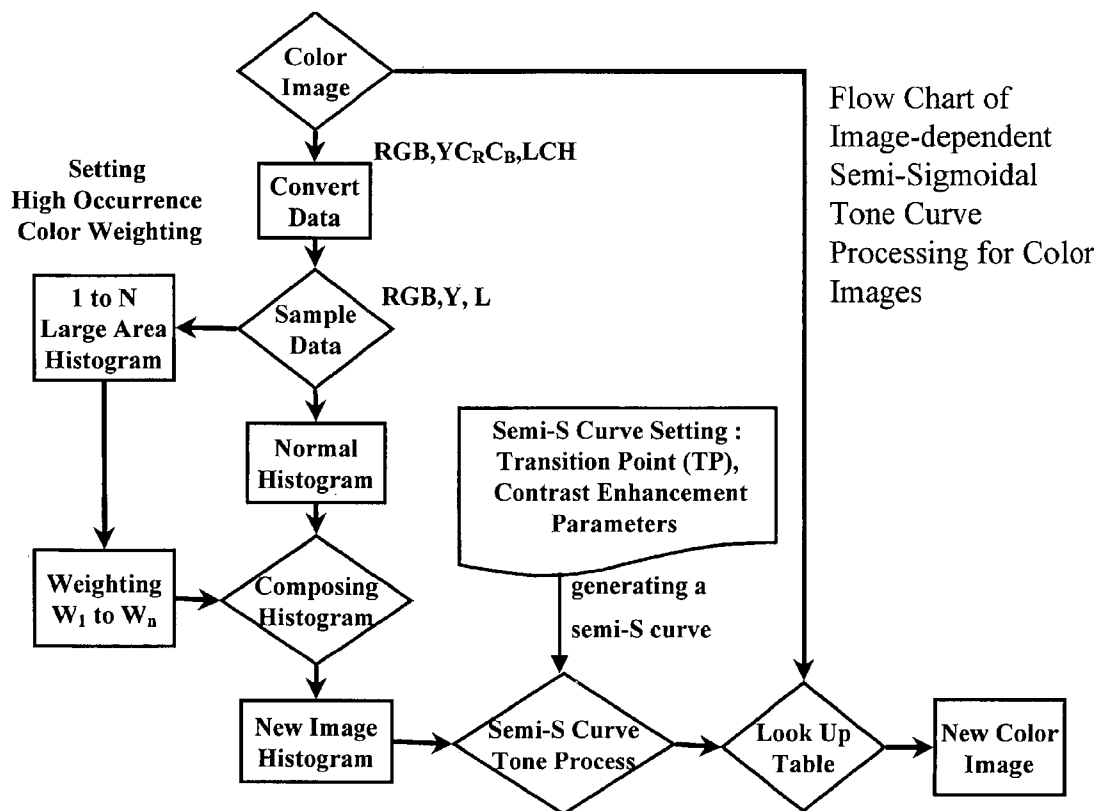 Color
Image
Flow Chart of
Image-dependent
Semi-Sigmoidal
Tone Curve
Processing for Color
Images
RGB,YCRCB,LCH
Setting
High Occurrence
Color Weighting
Convert
Data
RGB,Y, L
1 to N
Large Area
Histogram
Sample
Data
Normal
Histogram
Semi-S Curve Setting :
Transition Point (TP),
Contrast Enhancement
Parameters
Weighting
W1 to Wn
Composing
Histogram
generating a
semi-S curve
New Image
Histogram
Semi-S Curve
Tone Process
Look Up
Table
New Color
Image